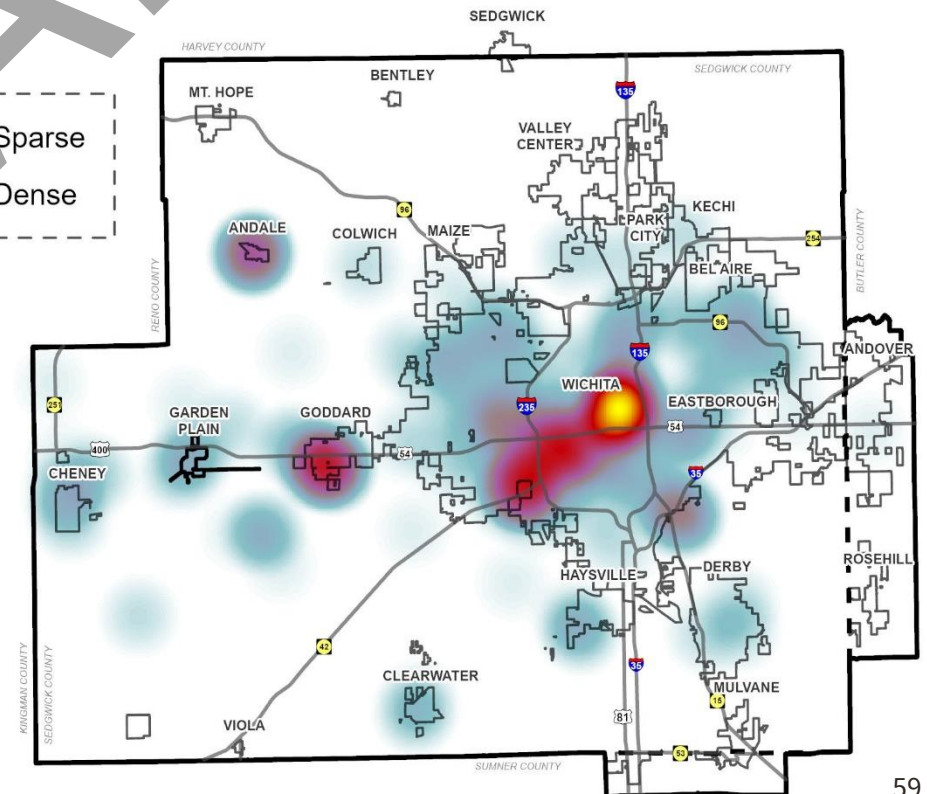 SEDGWICK
HARVEY COUNTY
SEDGWICK COUNTY
BENTLEY
MT. HOPE
135
Sparse
Dense
VALLEY
CENTER
96
ANDALE
COLWICH
MAIZE
KECHI
PARK
CITY
254
BEL AIRE
RENO COUNTY
BUTLER COUNTY
96
135
ANDOVER
WICHITA
251
235
EASTBOROUGH
GARDEN
PLAIN
GODDARD
54
400
54
CHENEY
35
HAYSVILLE
DERBY
ROSEHILL
42
35
KINGMAN COUNTY
SEDGWICK COUNTY
CLEARWATER
MULVANE
15
81
VIOLA
53
SUMNER COUNTY
59